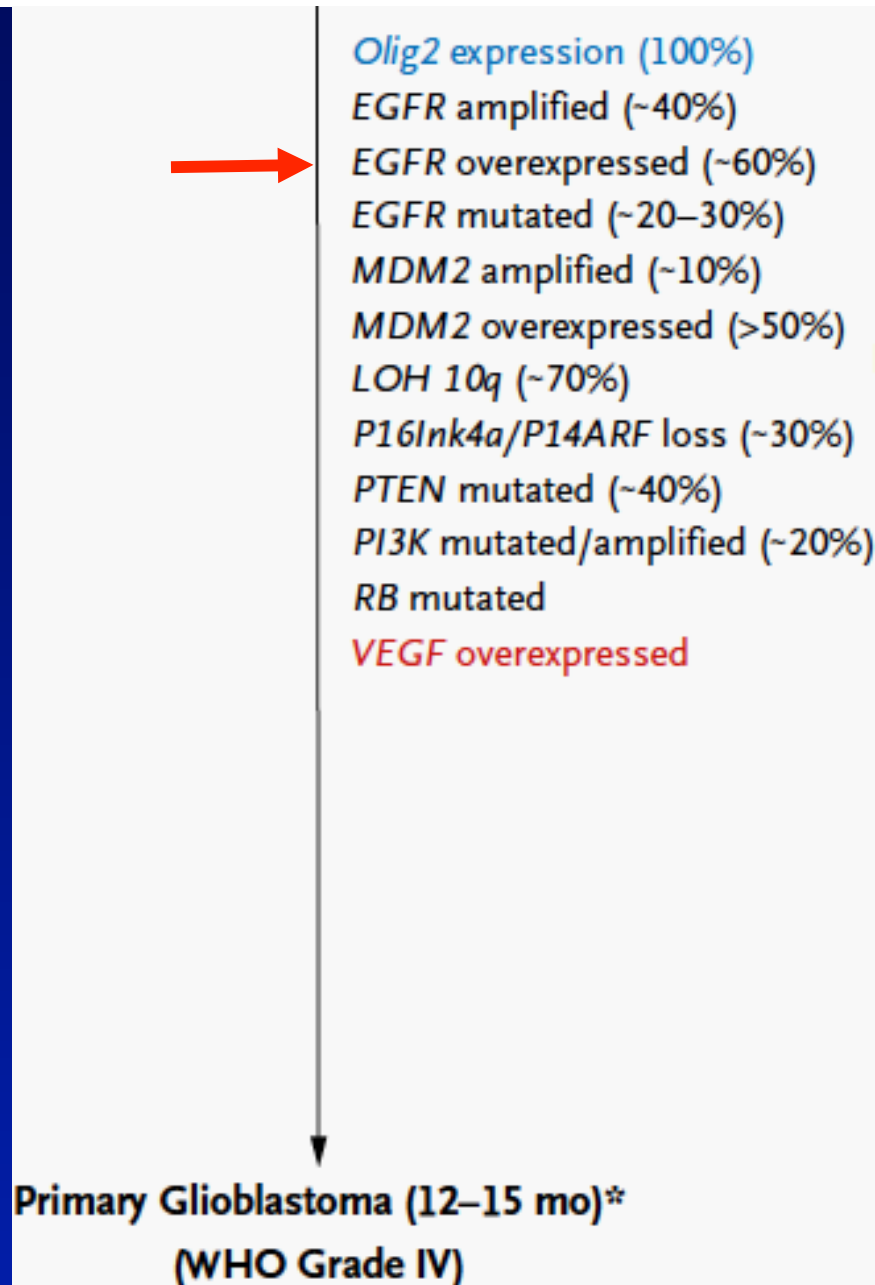 Olig2 expression (100%)
EGFR amplified (~40%)
EGFR overexpressed (~60%)
EGFR mutated (~20–30%)
MDM2 amplified (~10%)
MDM2 overexpressed (>50%)
LOH 10q (~70%)
P16Ink4a/P14ARF loss (~30%)
PTEN mutated (~40%)
PI3K mutated/amplified (~20%)
RB mutated
VEGF overexpressed
Primary Glioblastoma (12–15 mo)*
(WHO Grade IV)